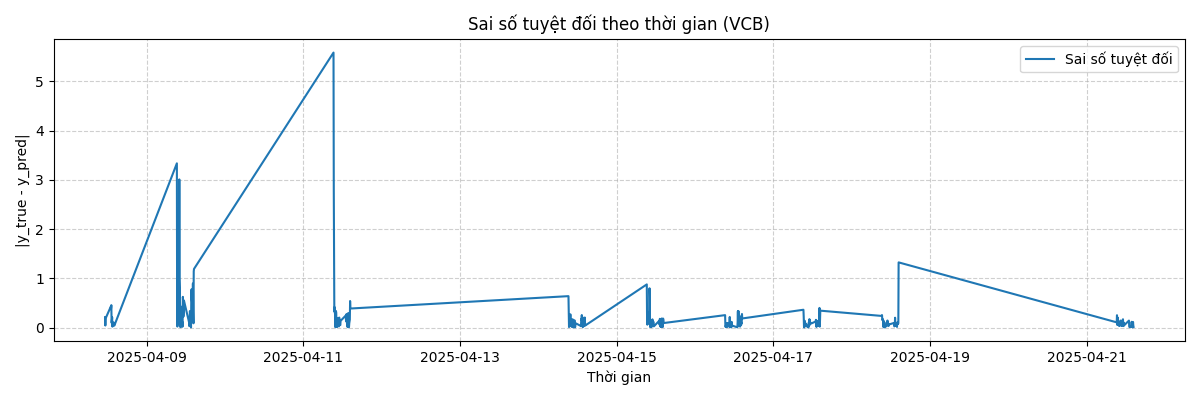 Sai số tuyệt đối theo thời gian (VCB)
Sai số tuyệt đối
|y_true - y_pred|
5
4
3
2
1
0
2025-04-09 2025-04-11 2025-04-13 2025-04-15 2025-04-17 2025-04-19 2025-04-21
Thời gian